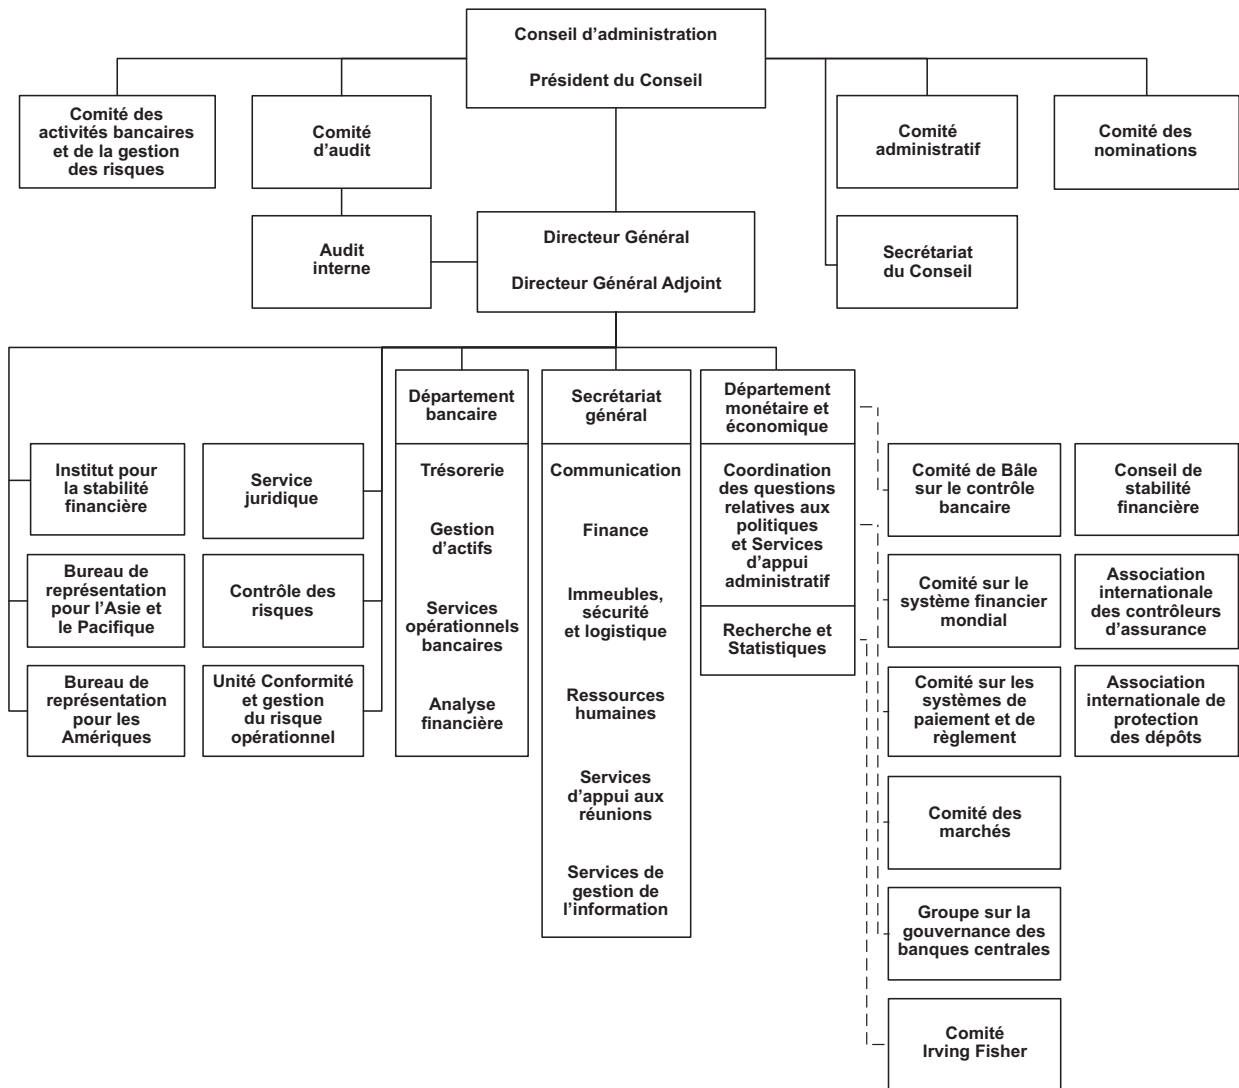 Conseil d’administration
Président du Conseil
Comité des
activités bancaires
et de la gestion
des risques
Comité
d’audit
Comité
administratif
Comité des
nominations
Audit
interne
Directeur Général
Directeur Général Adjoint
Secrétariat
du Conseil
Département
bancaire
Secrétariat
général
Département
monétaire et
économique
Institut pour
la stabilité
financière
Service
juridique
Bureau de
représentation
pour l’Asie et
le Pacifique
Contrôle des
risques
Bureau de
représentation
pour les
Amériques
Unité Conformité
et gestion
du risque
opérationnel
Trésorerie
Gestion
d’actifs
Services
opérationnels
bancaires
Analyse
financière
Communication
Finance
Immeubles,
sécurité
et logistique
Ressources
humaines
Services
d’appui aux
réunions
Services de
gestion de
l’information
Coordination
des questions
relatives aux
politiques
et Services
d’appui
administratif
Recherche et
Statistiques
Comité de Bâle
sur le contrôle
bancaire
Conseil de
stabilité
financière
Comité sur le
système financier
mondial
Association
internationale
des contrôleurs
d’assurance
Comité sur les
systèmes de
paiement et de
règlement
Association
internationale de
protection
des dépôts
Comité des
marchés
Groupe sur la
gouvernance des
banques centrales
Comité
Irving Fisher